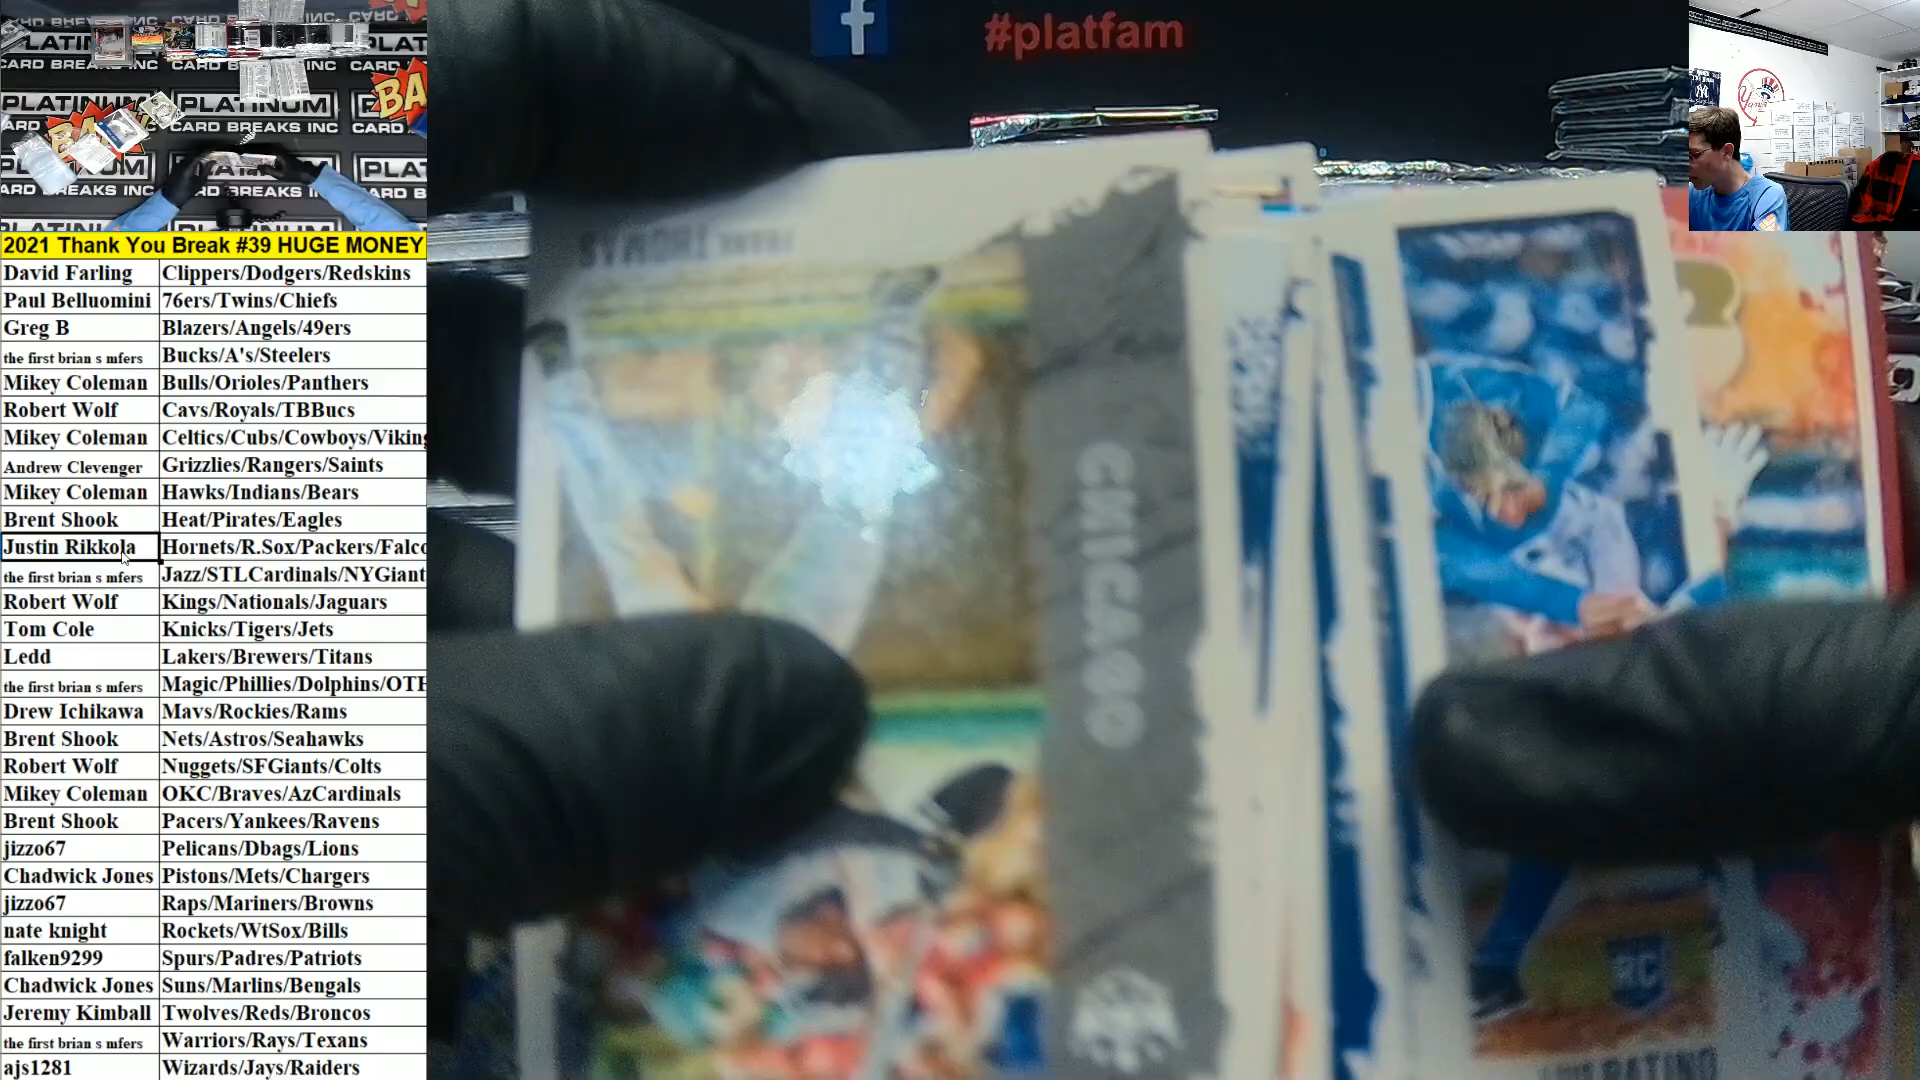 #platfam
PLATINUM
CARD BREAKS INC
2021 Thank You Break #39 HUGE MONEY
David Farling Clippers/Dodgers/Redskins
Paul Belluomini 76ers/Twins/Chiefs
Greg B Blazers/Angels/49ers
the first brian s mfers Bucks/A's/Steelers
Mikey Coleman Bulls/Orioles/Panthers
Robert Wolf Cavs/Royals/TBBucs
Mikey Coleman Celtics/Cubs/Cowboys/Viking
Andrew Clevenger Grizzlies/Rangers/Saints
Mikey Coleman Hawks/Indians/Bears
Brent Shook Heat/Pirates/Eagles
Justin Rikkola Hornets/R.Sox/Packers/Falco
the first brian s mfers Jazz/STLCardinals/NYGiant
Robert Wolf Kings/Nationals/Jaguars
Tom Cole Knicks/Tigers/Jets
Ledd Lakers/Brewers/Titans
the first brian s mfers Magic/Phillies/Dolphins/OTH
Drew Ichikawa Mavs/Rockies/Rams
Brent Shook Nets/Astros/Seahawks
Robert Wolf Nuggets/SFGiants/Colts
Mikey Coleman OKC/Braves/AzCardinals
Brent Shook Pacers/Yankees/Ravens
jizzo67 Pelicans/Dbags/Lions
Chadwick Jones Pistons/Mets/Chargers
jizzo67 Raps/Mariners/Browns
nate knight Rockets/WtSox/Bills
falken9299 Spurs/Padres/Patriots
Chadwick Jones Suns/Marlins/Bengals
Jeremy Kimball Twolves/Reds/Broncos
the first brian s mfers Warriors/Rays/Texans
ajs1281 Wizards/Jays/Raiders
CHICAGO
RC